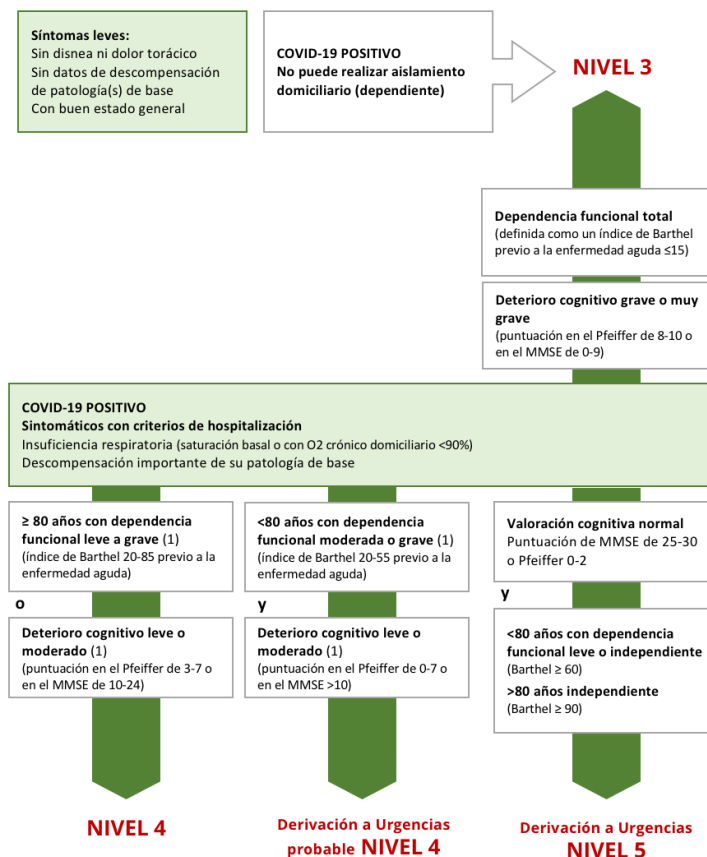 Síntomas leves:
Sin disnea ni dolor torácico
Sin datos de descompensación
de patología(s) de base
Con buen estado general
COVID-19 POSITIVO
No puede realizar aislamiento
domiciliario (dependiente)
NIVEL 3
Dependencia funcional total
(definida como un índice de Barthel
previo a la enfermedad aguda ≤15)
Deterioro cognitivo grave o muy
grave
(puntuación en el Pfeiffer de 8-10 o
en el MMSE de 0-9)
COVID-19 POSITIVO
Sintomáticos con criterios de hospitalización
Insuficiencia respiratoria (saturación basal o con O2 crónico domiciliario <90%)
Descompensación importante de su patología de base
≥ 80 años con dependencia
funcional leve a grave (1)
(índice de Barthel 20-85 previo a la
enfermedad aguda)
o
Deterioro cognitivo leve o
moderado (1)
(puntuación en el Pfeiffer de 3-7 o
en el MMSE de 10-24)
NIVEL 4
<80 años con dependencia
funcional moderada o grave (1)
(índice de Barthel 20-55 previo a la
enfermedad aguda)
y
Deterioro cognitivo leve o
moderado (1)
(puntuación en el Pfeiffer de 0-7 o
en el MMSE >10)
Derivación a Urgencias
probable NIVEL 4
Valoración cognitiva normal
Puntuación de MMSE de 25-30
o Pfeiffer 0-2
y
<80 años con dependencia
funcional leve o independiente
(Barthel ≥ 60)
>80 años independiente
(Barthel ≥ 90)
Derivación a Urgencias
NIVEL 5